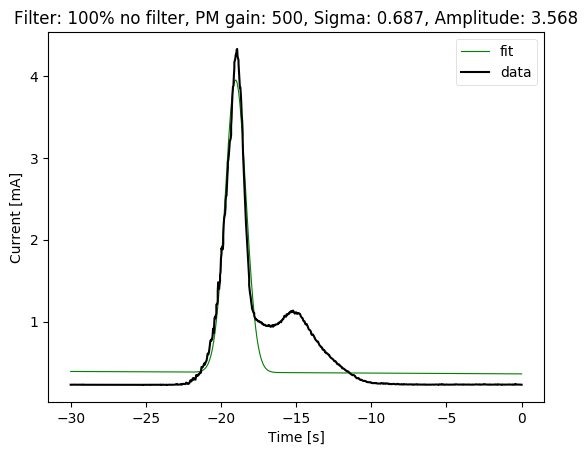 Filter: 100% no filter, PM gain: 500, Sigma: 0.687, Amplitude: 3.568
fit
data
4
3
2
1
Current [mA]
−30 −25 −20 −15 −10 −5 0
Time [s]